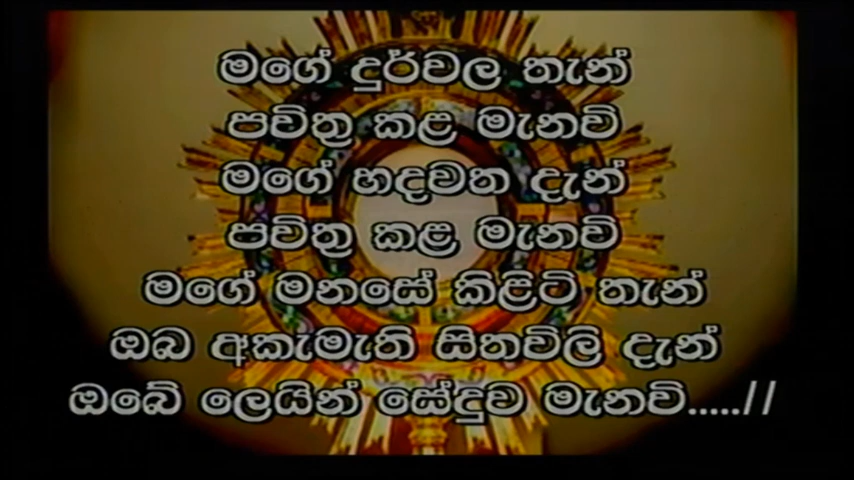 මගේ දුර්වල තැන්
පවිත්‍ර කළ මැනවි
මගේ හදවත දැන්
පවිත්‍ර කළ මැනවි
මගේ මනසේ කිළිටි තැන්
ඔබ අකැමැති සිතවිලි දැන්
ඔබේ ලෙයින් සේදුව මැනවි.....//